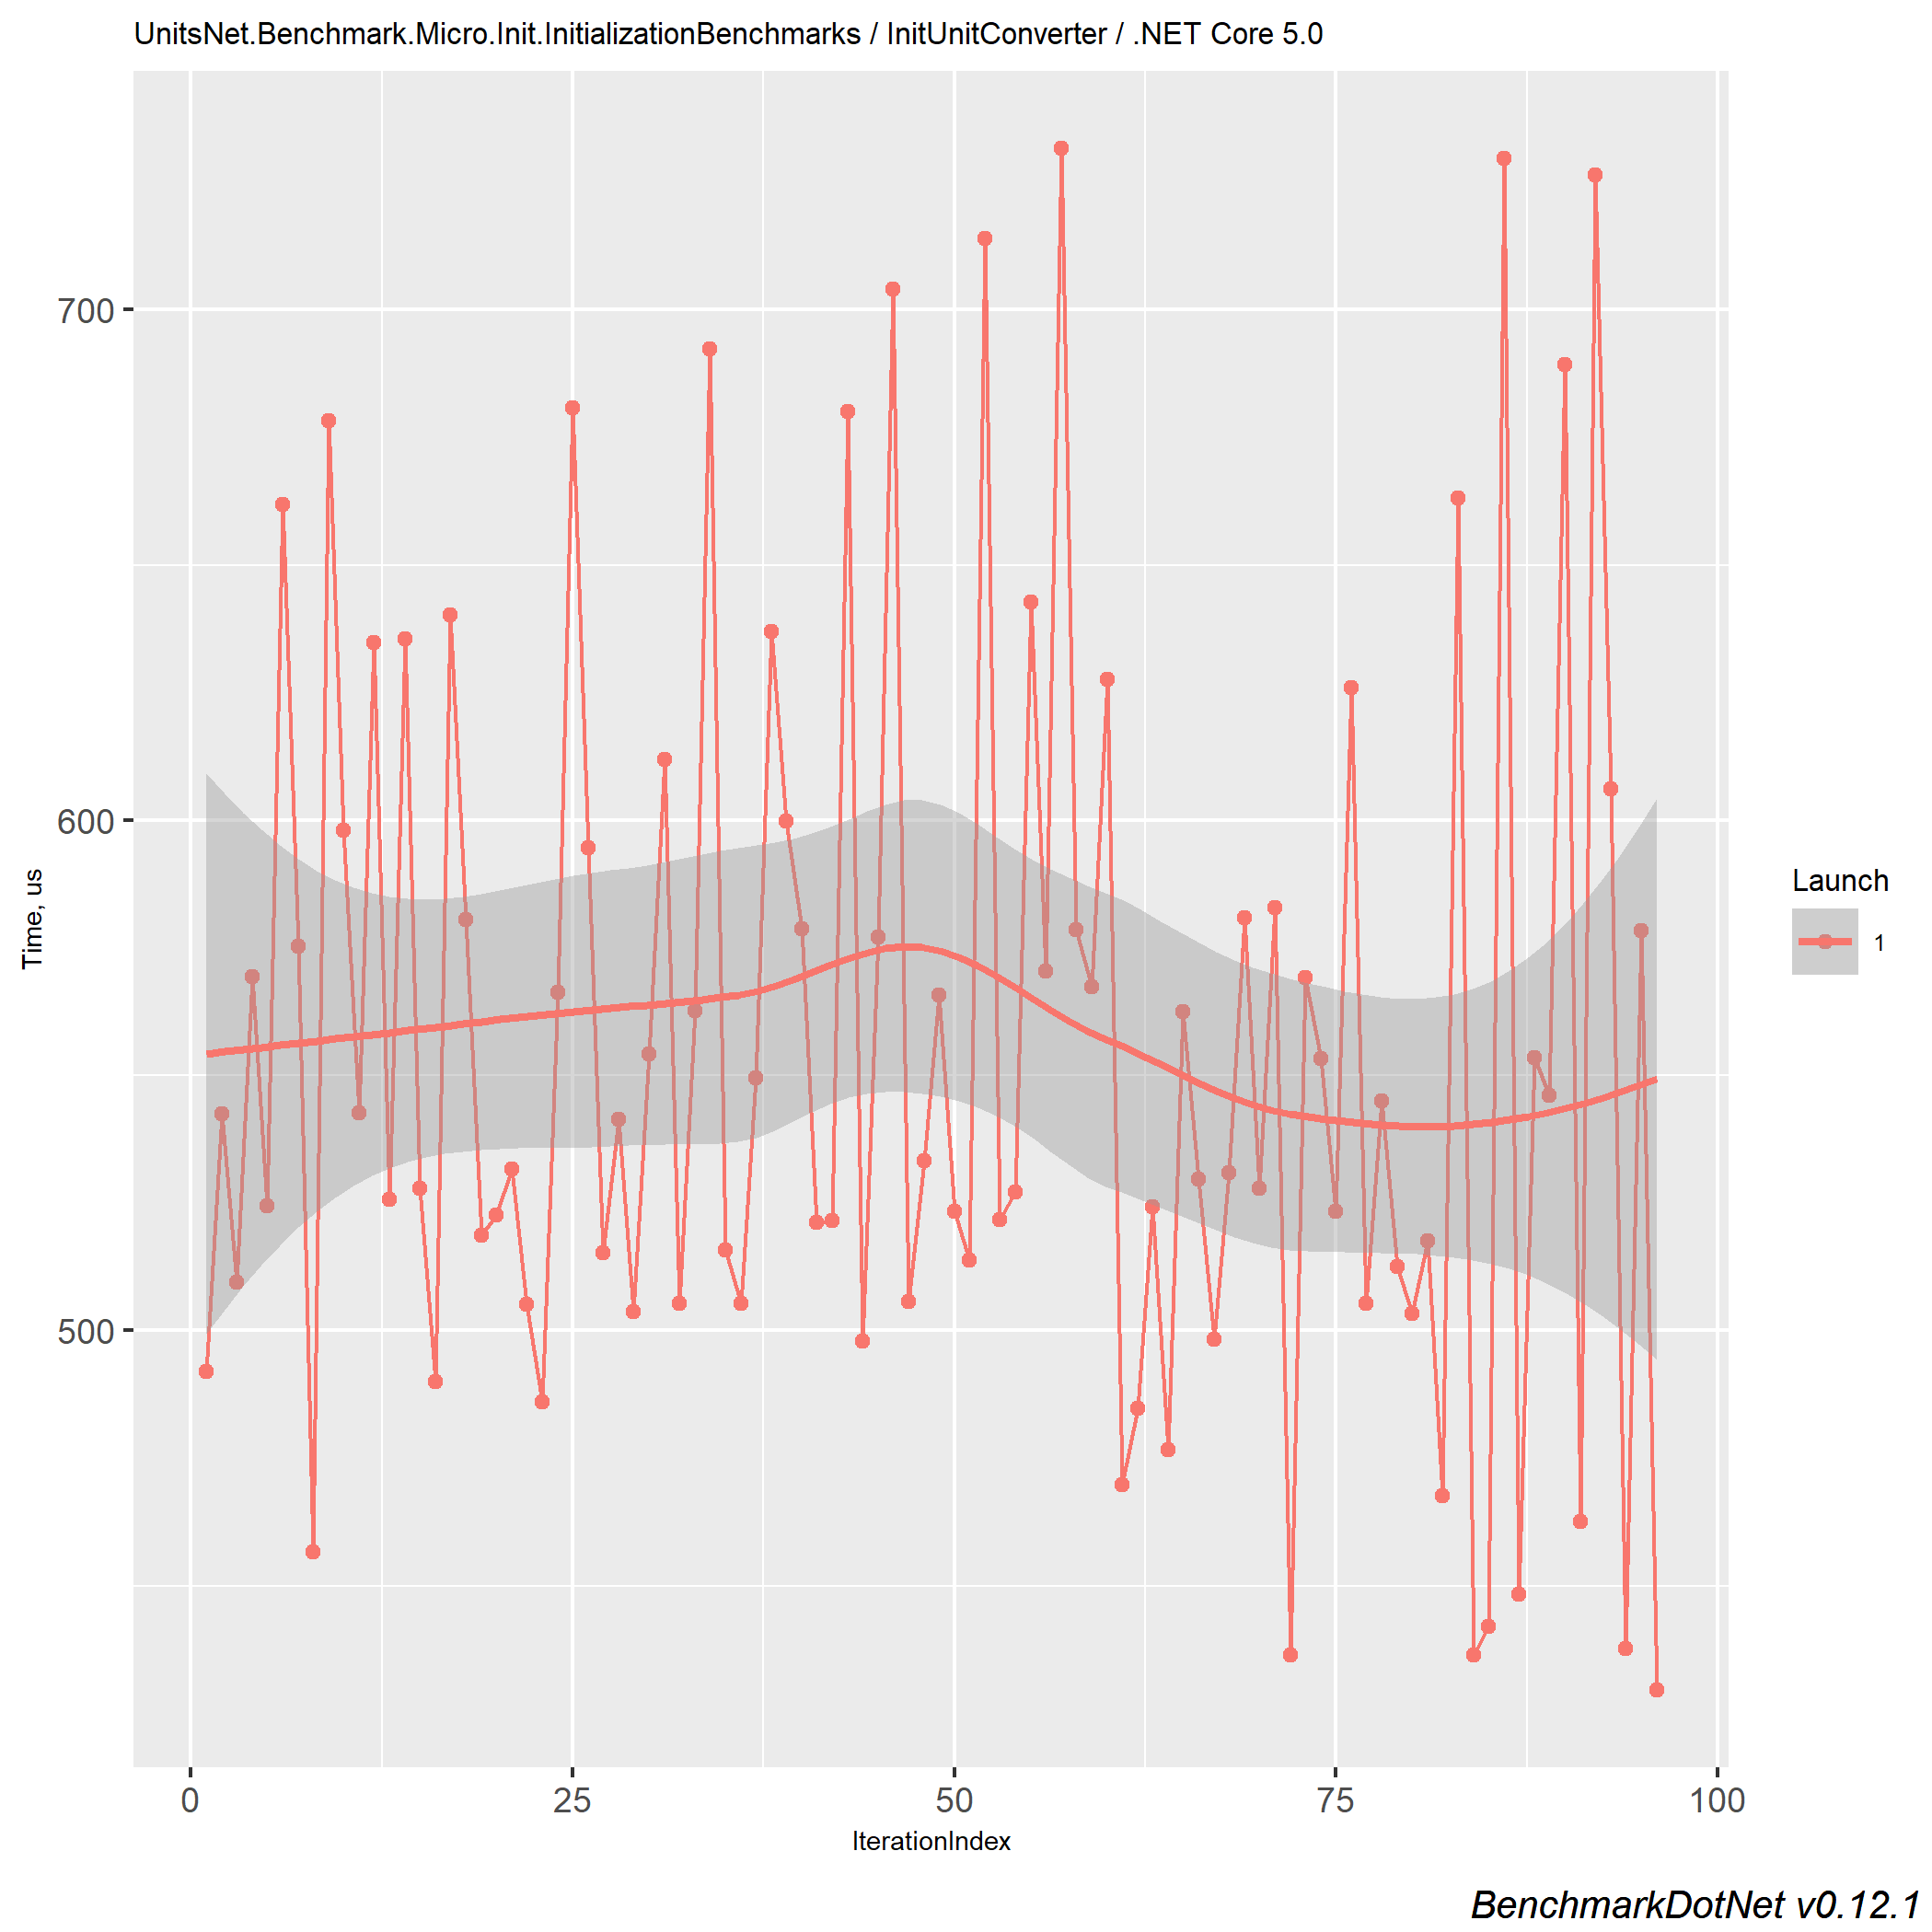 UnitsNet.Benchmark.Micro.Init.InitializationBenchmarks / InitUnitConverter / .NET Core 5.0
700
600
500
Time, us
Launch
1
0 25 50 75 100
IterationIndex
BenchmarkDotNet v0.12.1